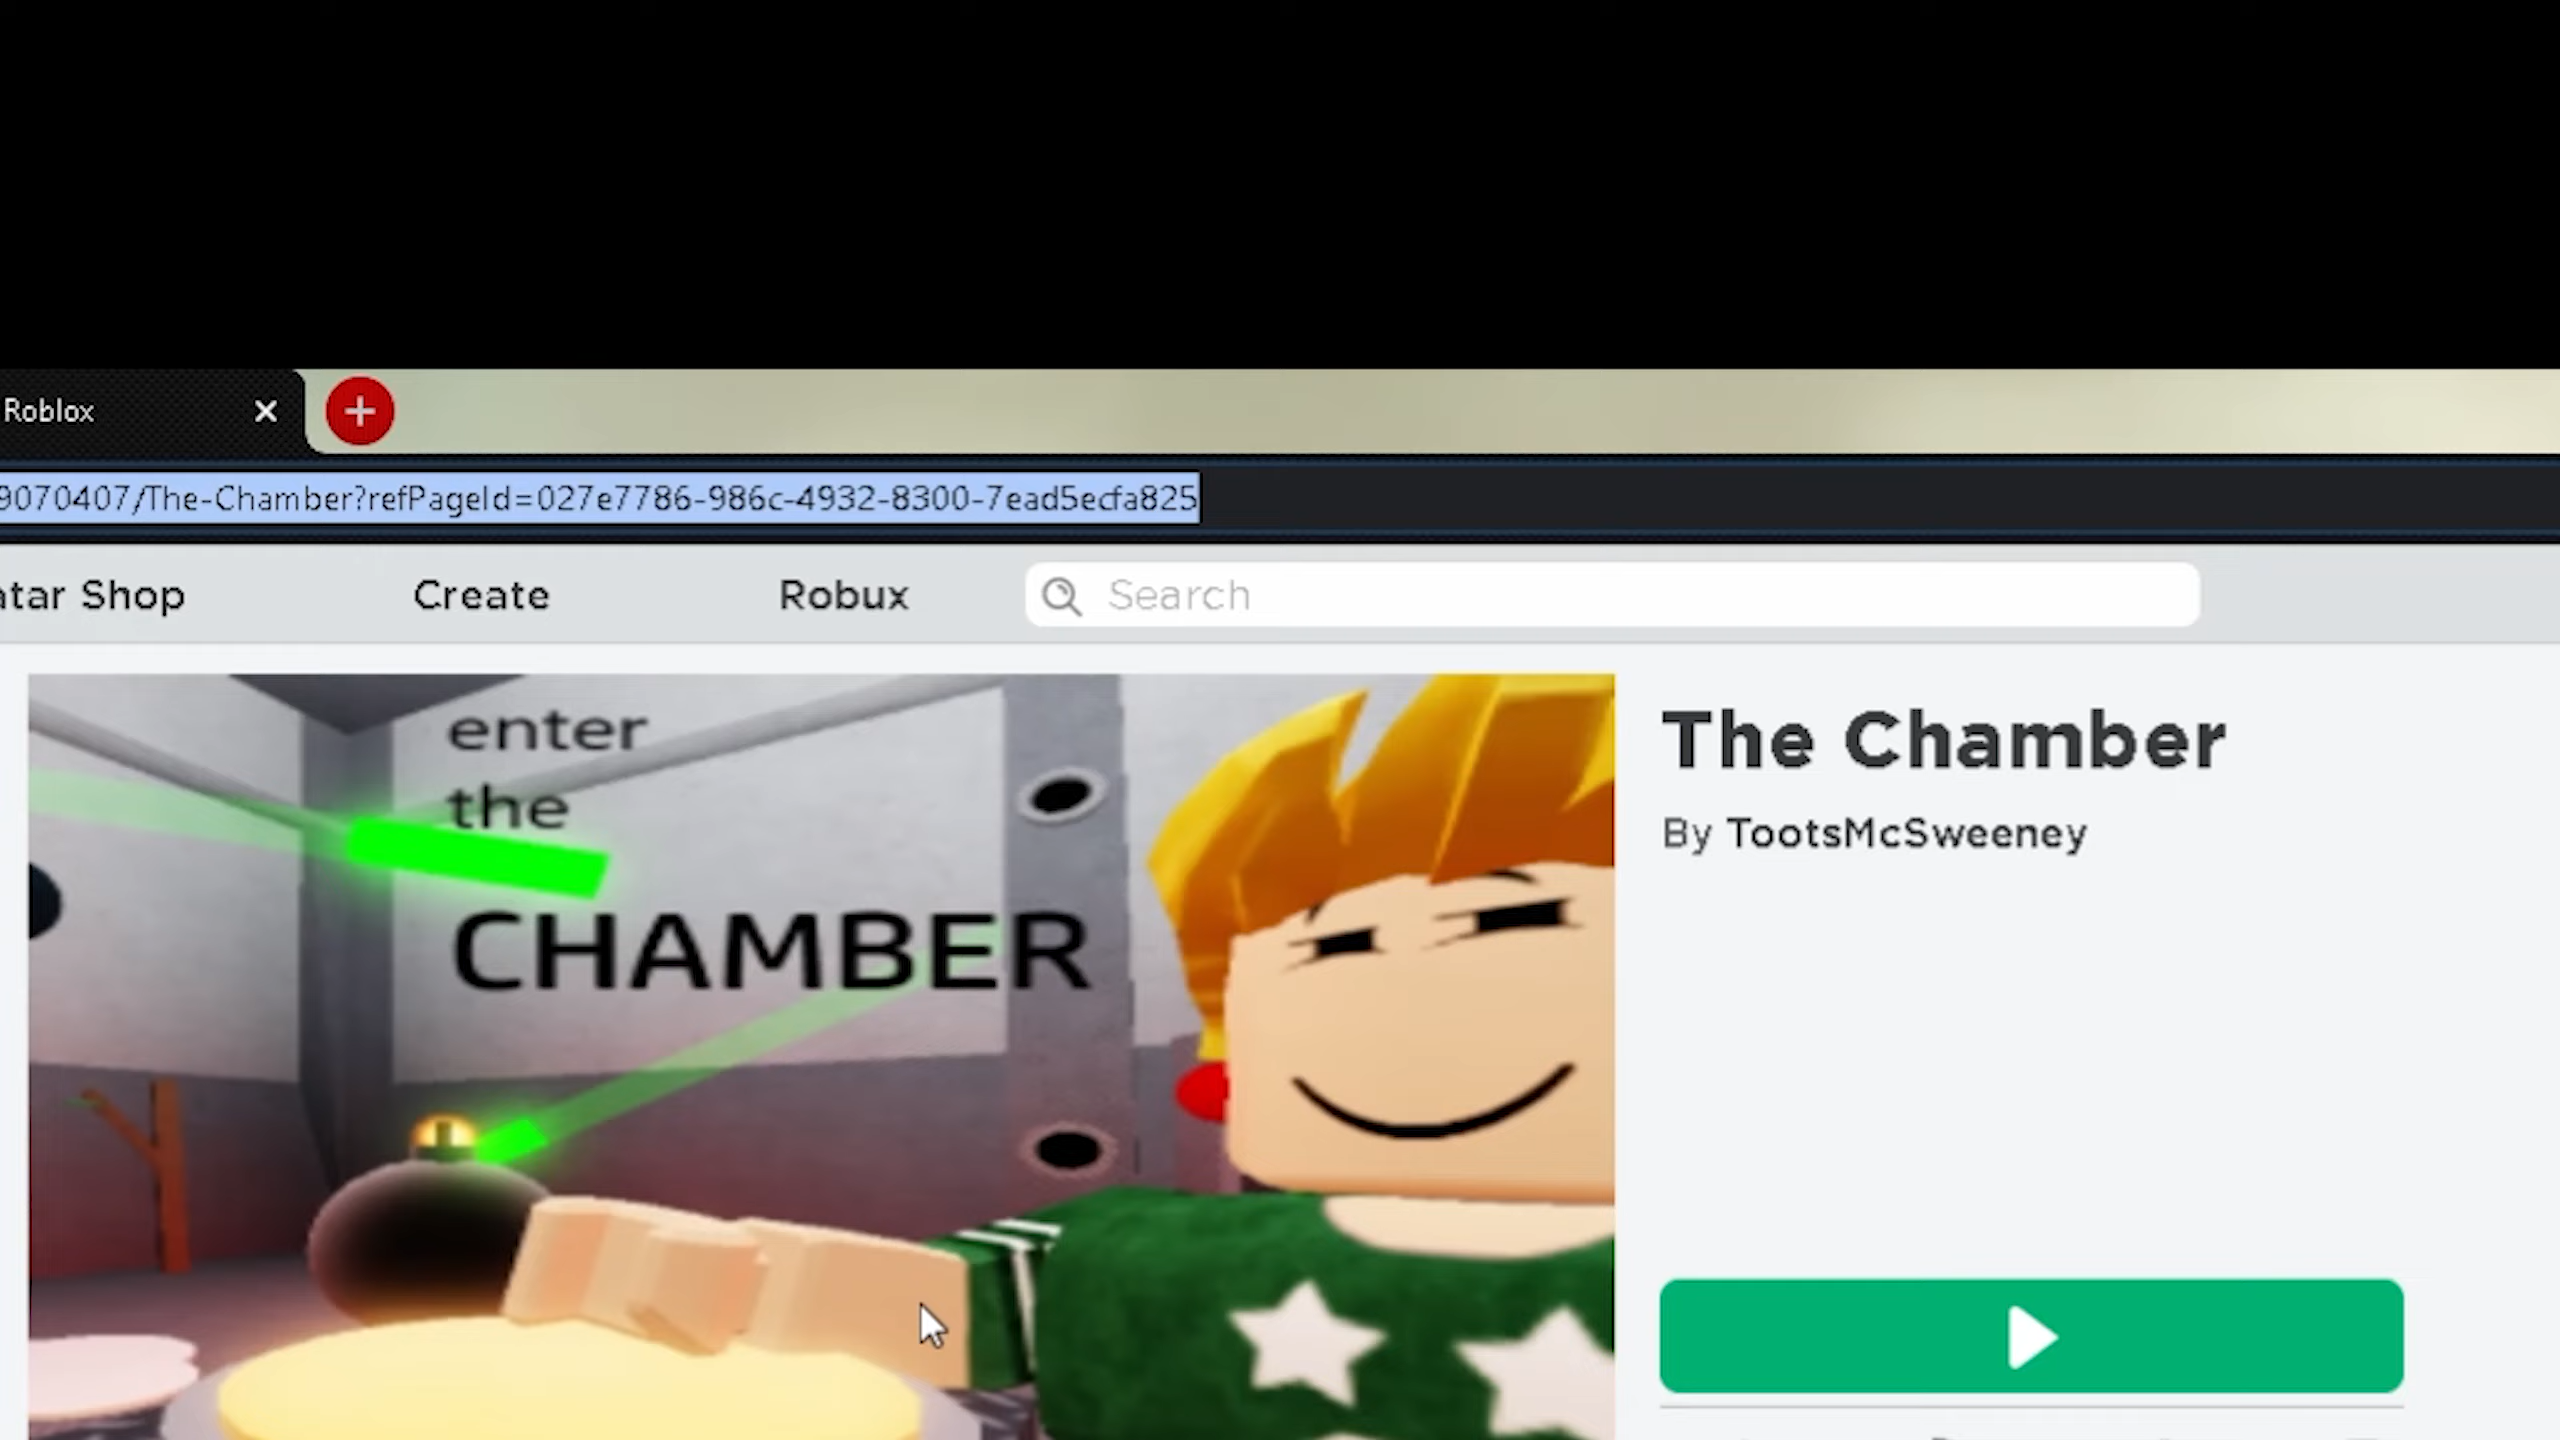 Roblox
9070407/The-Chamber?refPageId=027e7786-986c-4932-8300-7ead5ecfa825
atar Shop Create Robux Search
enter
the
CHAMBER
The Chamber
By TootsMcSweeney